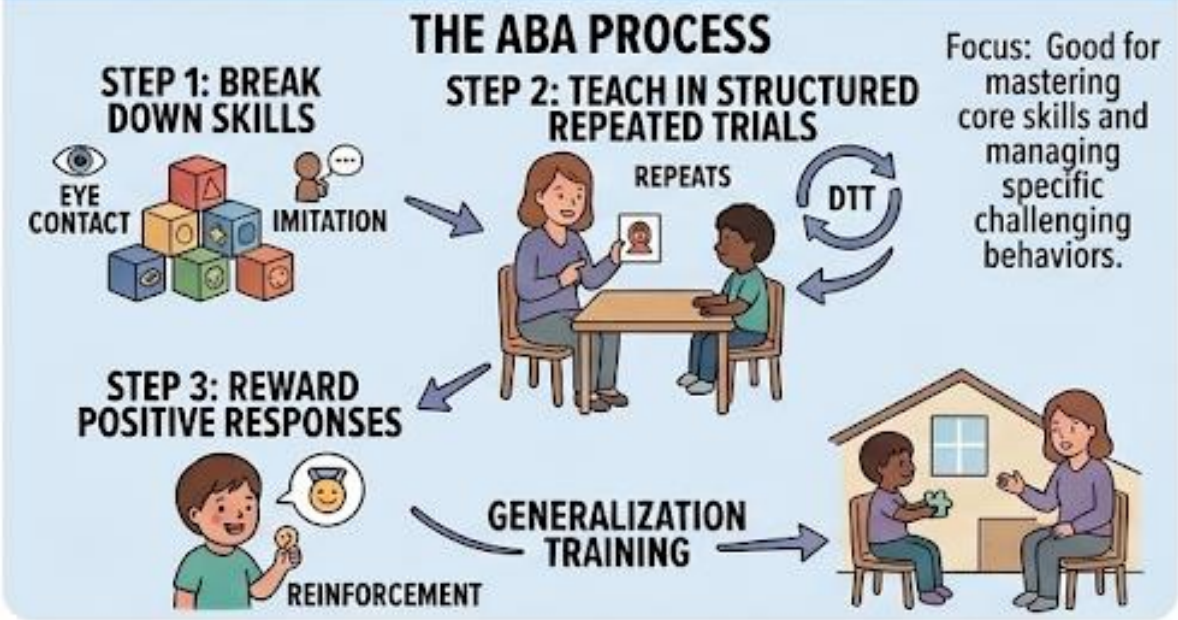 THE ABA PROCESS
STEP 1: BREAK
DOWN SKILLS
EYE
CONTACT
IMITATION
STEP 2: TEACH IN STRUCTURED
REPEATED TRIALS
REPEATS
DTT
Focus: Good for
mastering
core skills and
managing
specific
challenging
behaviors.
STEP 3: REWARD
POSITIVE RESPONSES
REINFORCEMENT
GENERALIZATION
TRAINING